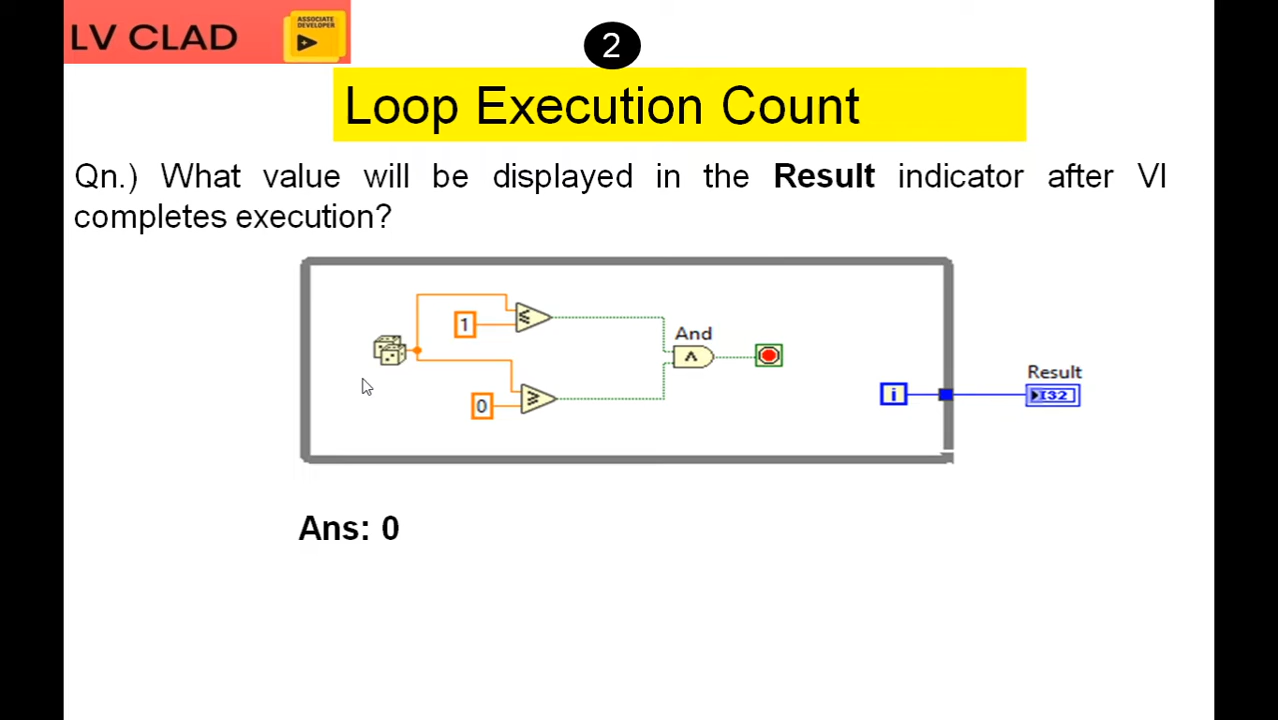 LV CLAD
ASSOCIATE
DEVELOPER
2
Loop Execution Count
Qn.) What value will be displayed in the Result indicator after VI
completes execution?
1
≤
And
∧
Result
0
≥
i
I32
Ans: 0